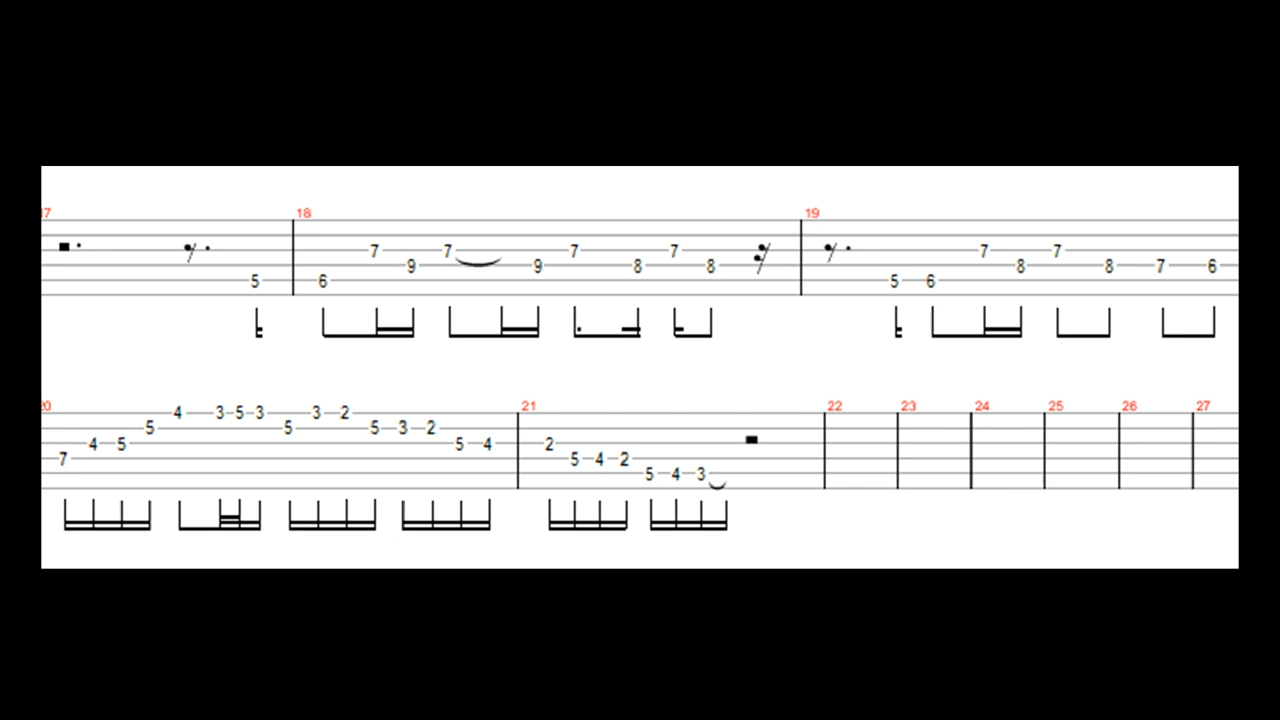 17 18 19
7 7 7 7 7 7
9 9 8 8 8 8 7 6
5 6 5 6
20 21 22 23 24 25 26 27
4 3 5 3 3 2
5 5 5 3 2
4 5 5 4 2
7 5 4 2
5 4 3